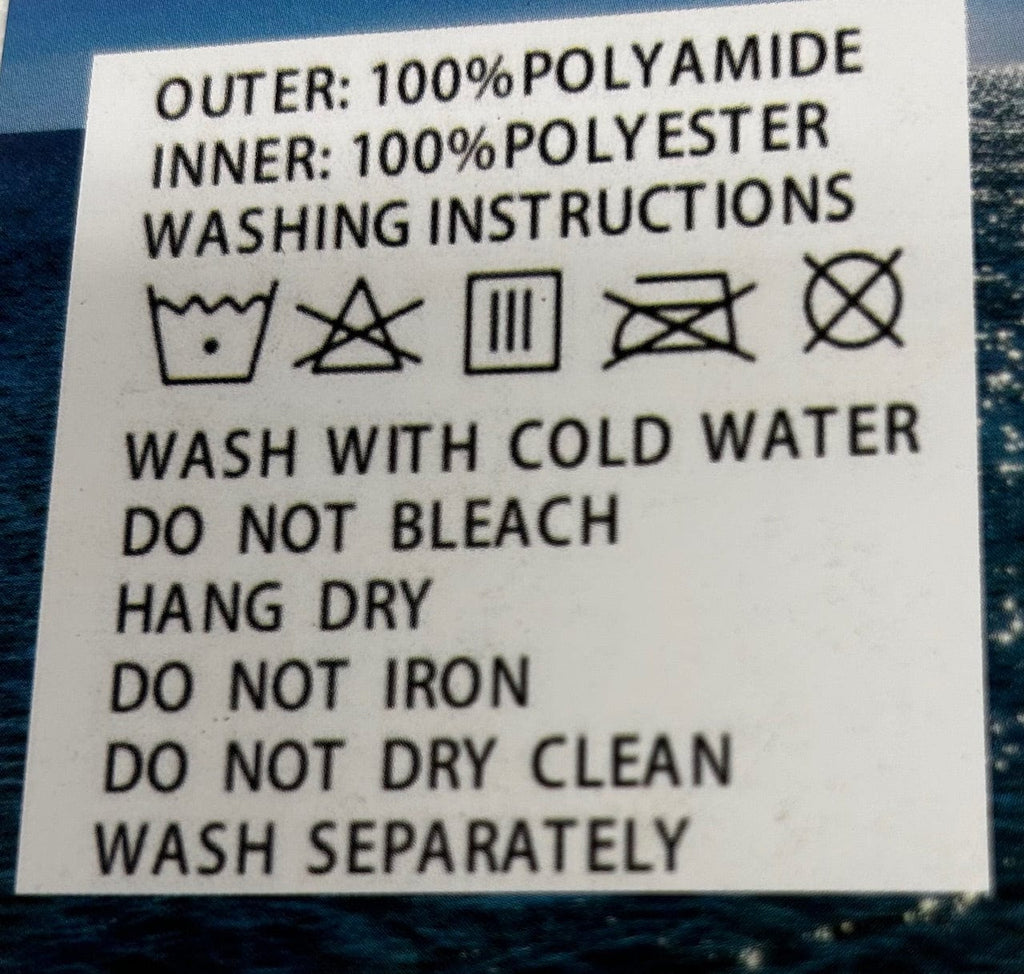 OUTER: 100%POLYAMIDE
INNER: 100%POLYESTER
WASHING INSTRUCTIONS
WASH WITH COLD WATER
DO NOT BLEACH
HANG DRY
DO NOT IRON
DO NOT DRY CLEAN
WASH SEPARATELY